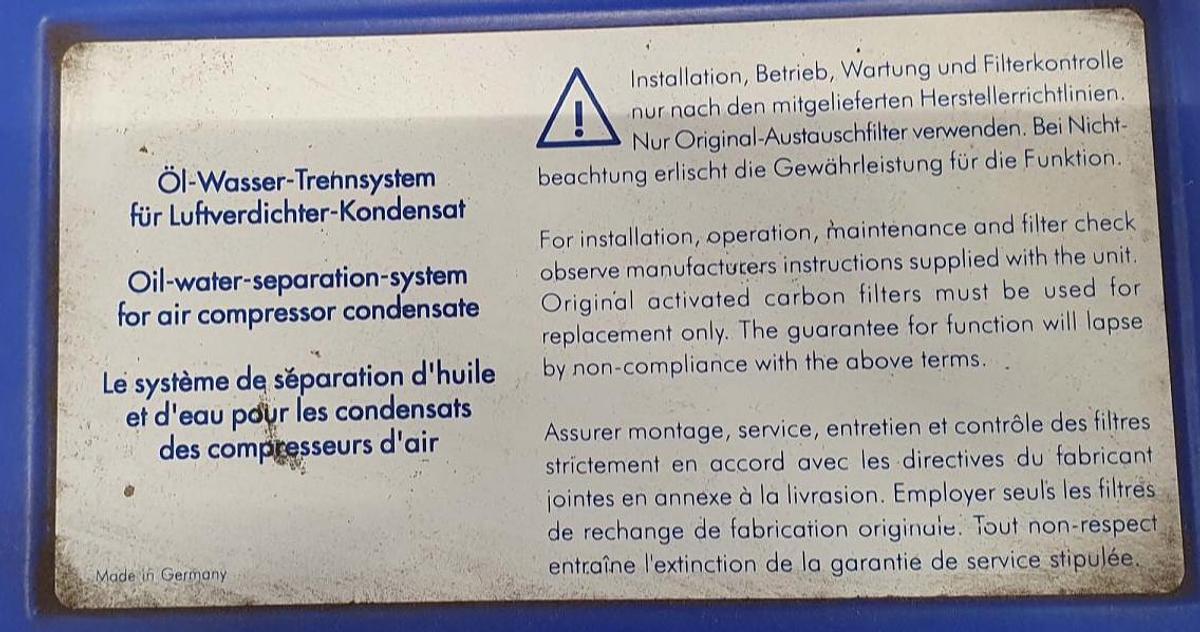 Öl-Wasser-Trennsystem
für Luftverdichter-Kondensat
Oil-water-separation-system
for air compressor condensate
Le système de séparation d'huile
et d'eau pour les condensats
des compresseurs d'air
Made in Germany
!
Installation, Betrieb, Wartung und Filterkontrolle
nur nach den mitgelieferten Herstellerrichtlinien.
Nur Original-Austauschfilter verwenden. Bei Nicht-
beachtung erlischt die Gewährleistung für die Funktion.
For installation, operation, maintenance and filter check
observe manufacturers instructions supplied with the unit.
Original activated carbon filters must be used for
replacement only. The guarantee for function will lapse
by non-compliance with the above terms.
Assurer montage, service, entretien et contrôle des filtres
strictement en accord avec les directives du fabricant
jointes en annexe à la livrasion. Employer seuls les filtres
de rechange de fabrication originale. Tout non-respect
entraîne l'extinction de la garantie de service stipulée.